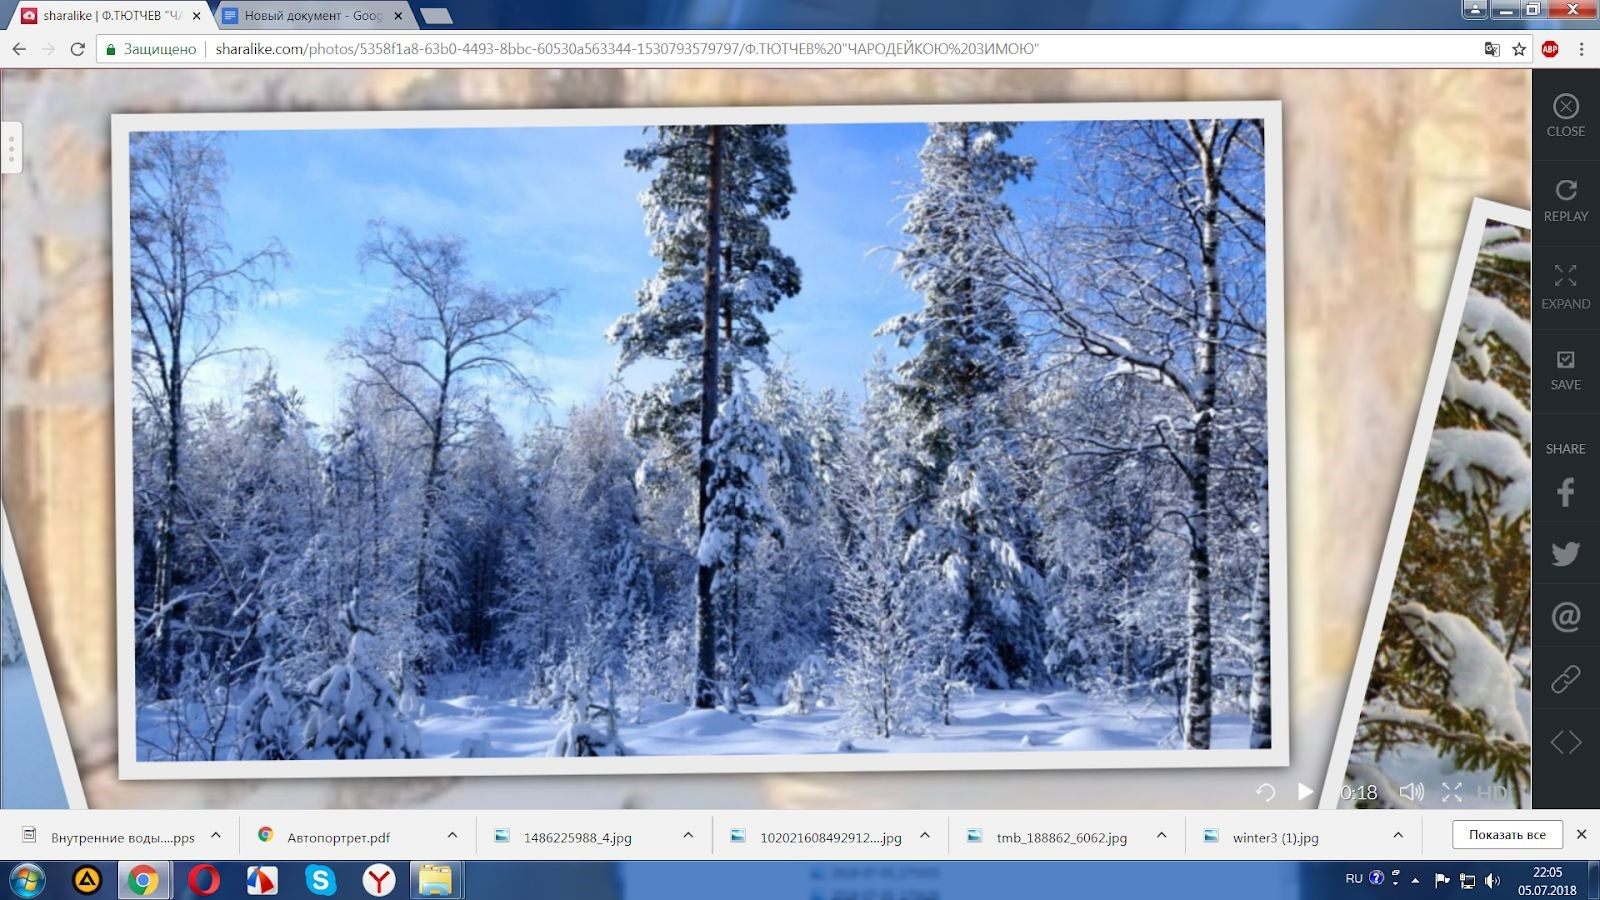 sharalike | Ф.ТЮТЧЕВ "ЧА
Новый документ - Goog
Защищено
sharalike.com/photos/5358f1a8-63b0-4493-8bbc-60530a563344-1530793579797/Ф.ТЮТЧЕВ%20"ЧАРОДЕЙКОЮ%20ЗИМОЮ"
ABP
CLOSE
REPLAY
EXPAND
SAVE
SHARE
0:18
HD
Внутренние воды....pps
Автопортрет.pdf
1486225988_4.jpg
102021608492912....jpg
tmb_188862_6062.jpg
winter3 (1).jpg
Показать все
RU
22:05
05.07.2018